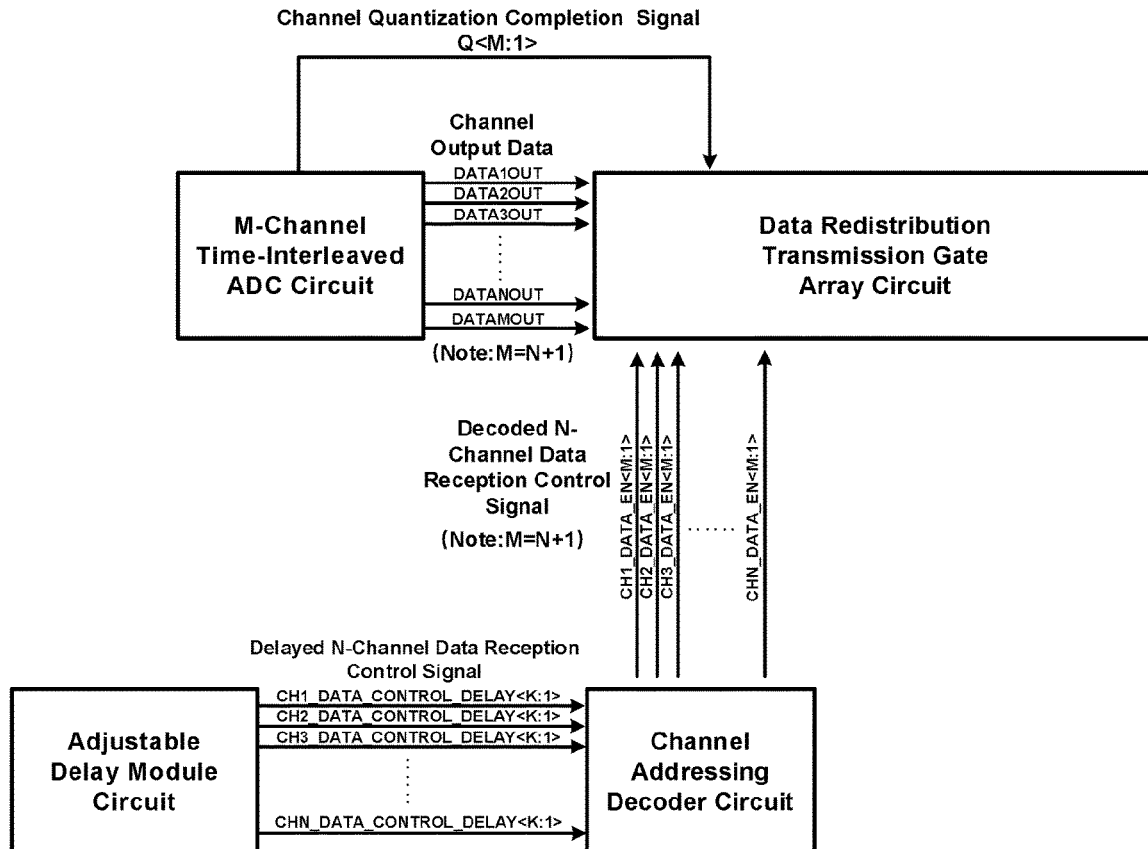 Channel Quantization Completion Signal
Q<M:1>
Channel
Output Data
DATA1OUT
DATA2OUT
DATA3OUT
DATANOUT
DATAMOUT
(Note:M=N+1)
M-Channel
Time-Interleaved
ADC Circuit
Data Redistribution
Transmission Gate
Array Circuit
Decoded N-
Channel Data
Reception Control
Signal
(Note:M=N+1)
CH1_DATA_EN<M:1>
CH2_DATA_EN<M:1>
CH3_DATA_EN<M:1>
CHN_DATA_EN<M:1>
Delayed N-Channel Data Reception
Control Signal
CH1_DATA_CONTROL_DELAY<K:1>
CH2_DATA_CONTROL_DELAY<K:1>
CH3_DATA_CONTROL_DELAY<K:1>
CHN_DATA_CONTROL_DELAY<K:1>
Adjustable
Delay Module
Circuit
Channel
Addressing
Decoder Circuit